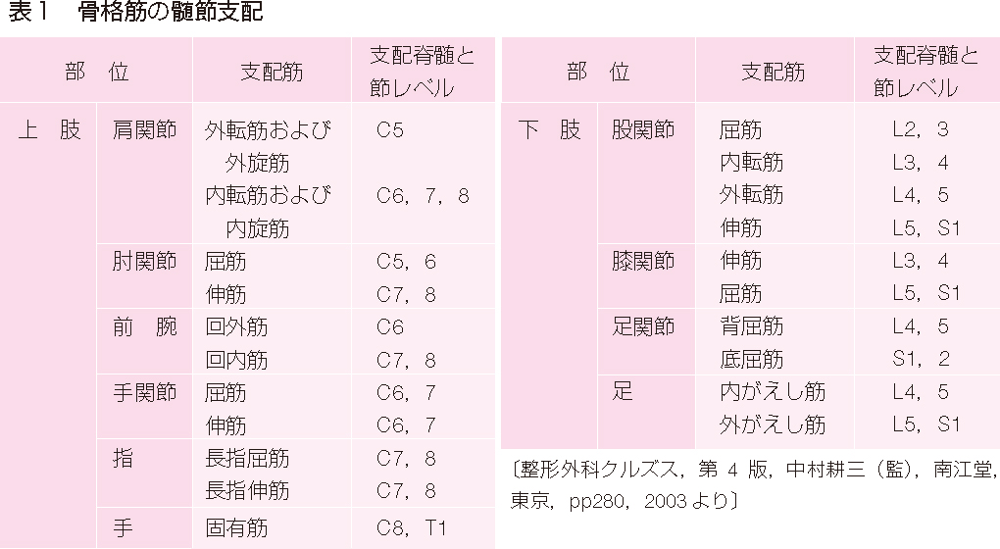 表1　骨格筋の髄節支配
部　位　支配筋　支配脊髄と
節レベル
上　肢　肩関節　外転筋および　C5
外旋筋
内転筋および　C6，7，8
内旋筋
肘関節　屈筋　C5，6
伸筋　C7，8
前　腕　回外筋　C6
回内筋　C7，8
手関節　屈筋　C6，7
伸筋　C6，7
指　長指屈筋　C7，8
長指伸筋　C7，8
手　固有筋　C8，T1
部　位　支配筋　支配脊髄と
節レベル
下　肢　股関節　屈筋　L2，3
内転筋　L3，4
外転筋　L4，5
伸筋　L5，S1
膝関節　伸筋　L3，4
屈筋　L5，S1
足関節　背屈筋　L4，5
底屈筋　S1，2
足　内がえし筋　L4，5
外がえし筋　L5，S1
〔整形外科クルズス，第4版，中村耕三（監），南江堂，
東京，pp280，2003より〕